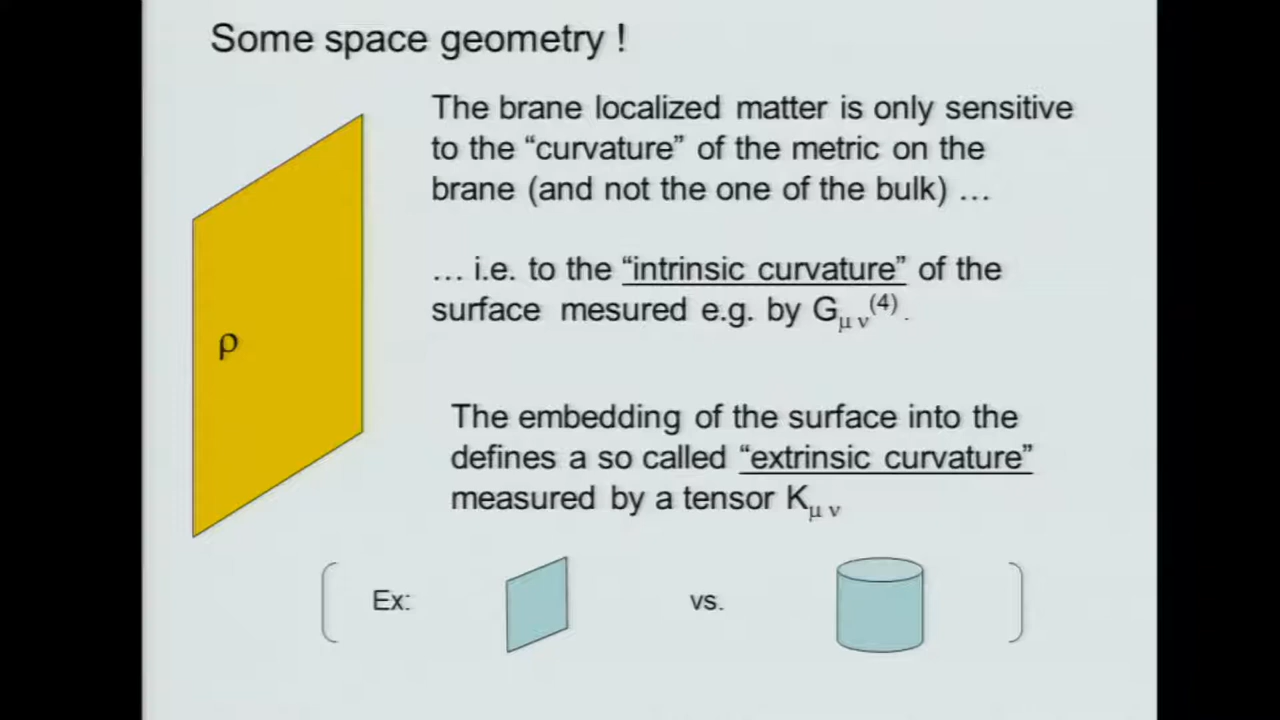 Some space geometry !
The brane localized matter is only sensitive
to the “curvature” of the metric on the
brane (and not the one of the bulk) …
… i.e. to the “intrinsic curvature” of the
surface mesured e.g. by Gμ ν(4) .
ρ
The embedding of the surface into the
defines a so called “extrinsic curvature”
measured by a tensor Kμ ν
Ex: vs.